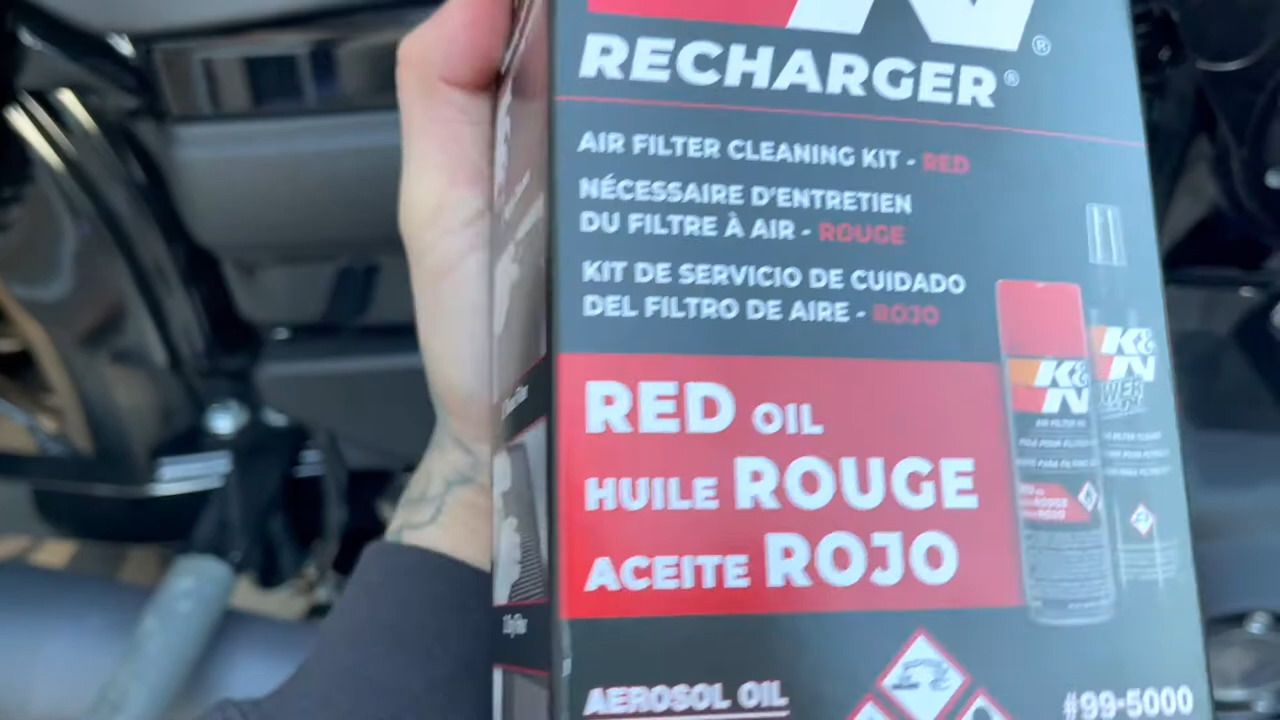 N®
RECHARGER®
AIR FILTER CLEANING KIT - RED
NÉCESSAIRE D'ENTRETIEN
DU FILTRE À AIR - ROUGE
KIT DE SERVICIO DE CUIDADO
DEL FILTRO DE AIRE - ROJO
RED OIL
HUILE ROUGE
ACEITE ROJO
K&N
K&N
AEROSOL OIL
#99-5000